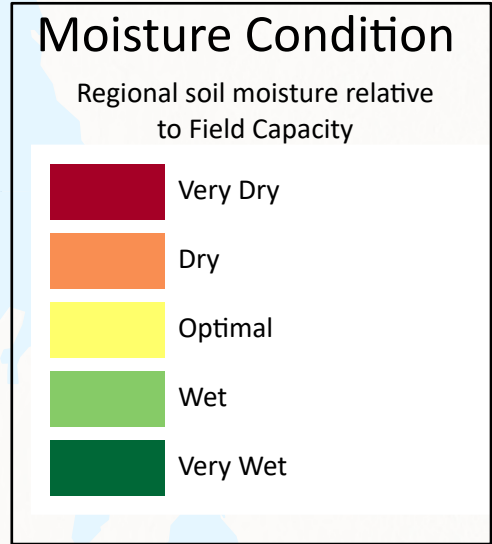 Moisture Condition
Regional soil moisture relative
to Field Capacity
Very Dry
Dry
Optimal
Wet
Very Wet